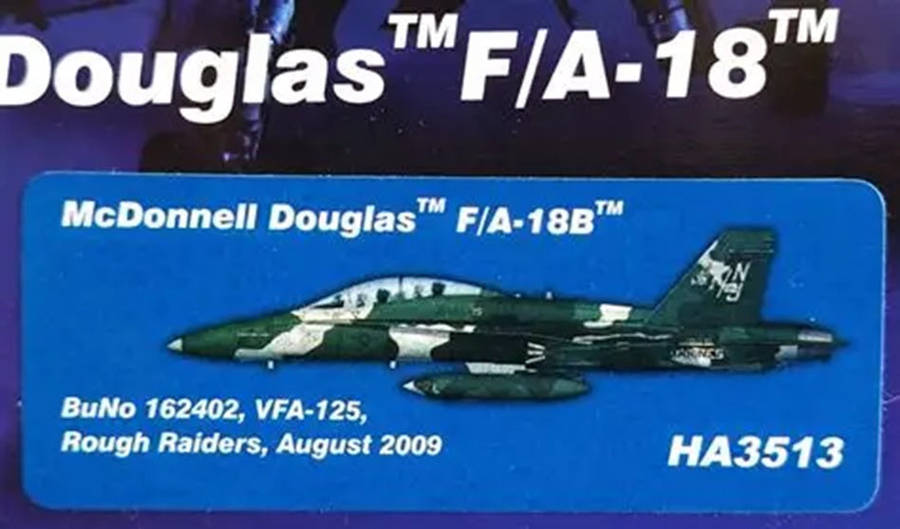 Douglas™ F/A-18™
McDonnell Douglas™ F/A-18B™
BuNo 162402, VFA-125,
Rough Raiders, August 2009
HA3513